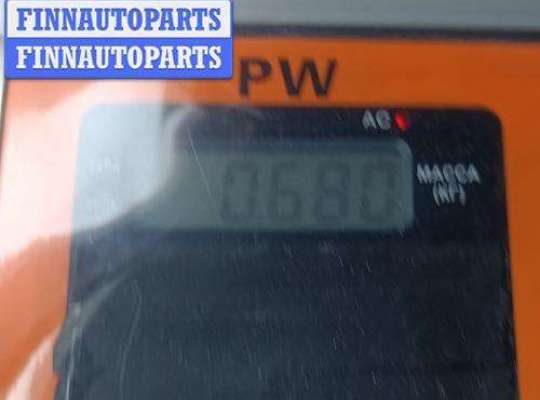 FINNAUTOPARTS
FINNAUTOPARTS
PW
AC
0.680
МАССА
(КГ)